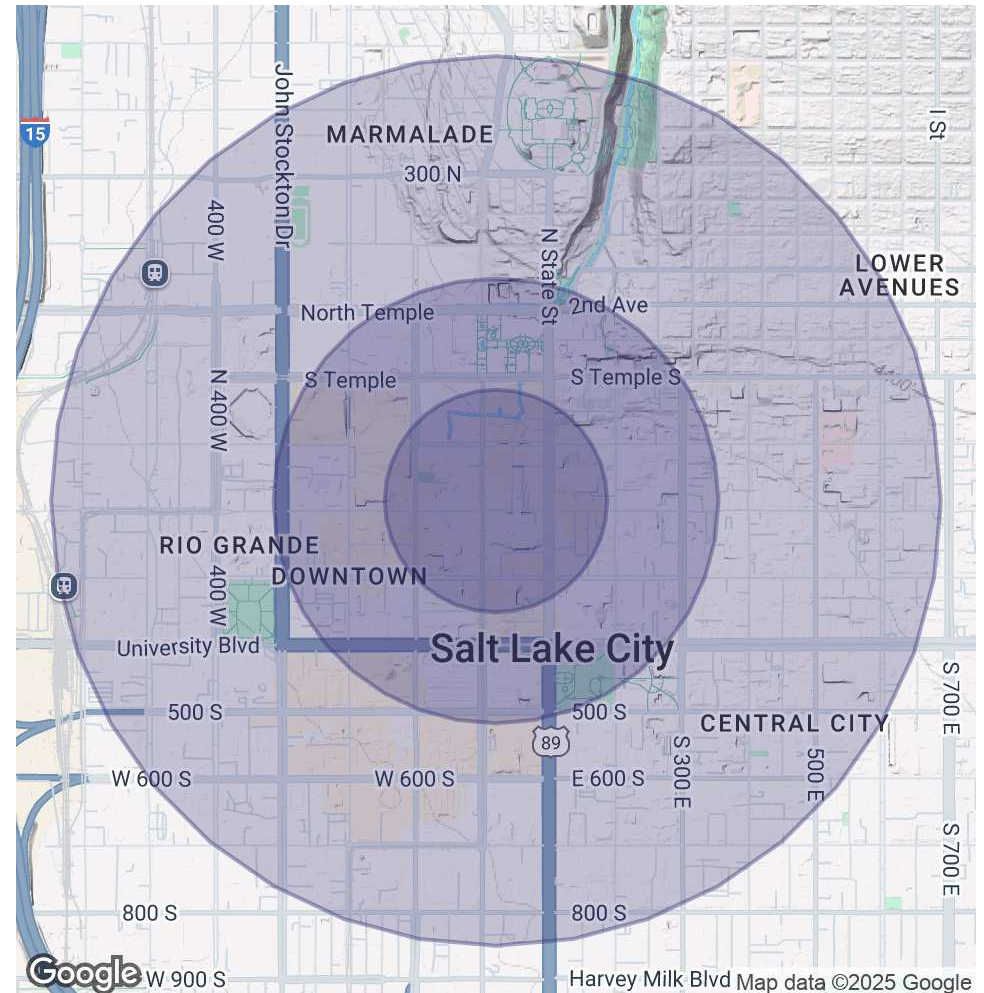 I St
15
John Stockton Dr
MARMALADE
300 N
400 W
N State St
LOWER
AVENUES
North Temple
2nd Ave
S Temple
S Temple S
N 400 W
RIO GRANDE
DOWNTOWN
400 W
University Blvd
Salt Lake City
S 700 E
500 S
500 S
CENTRAL CITY
89
S 300 E
500 E
W 600 S
W 600 S
E 600 S
S 700 E
800 S
800 S
Google
W 900 S
Harvey Milk Blvd
Map data ©2025 Google